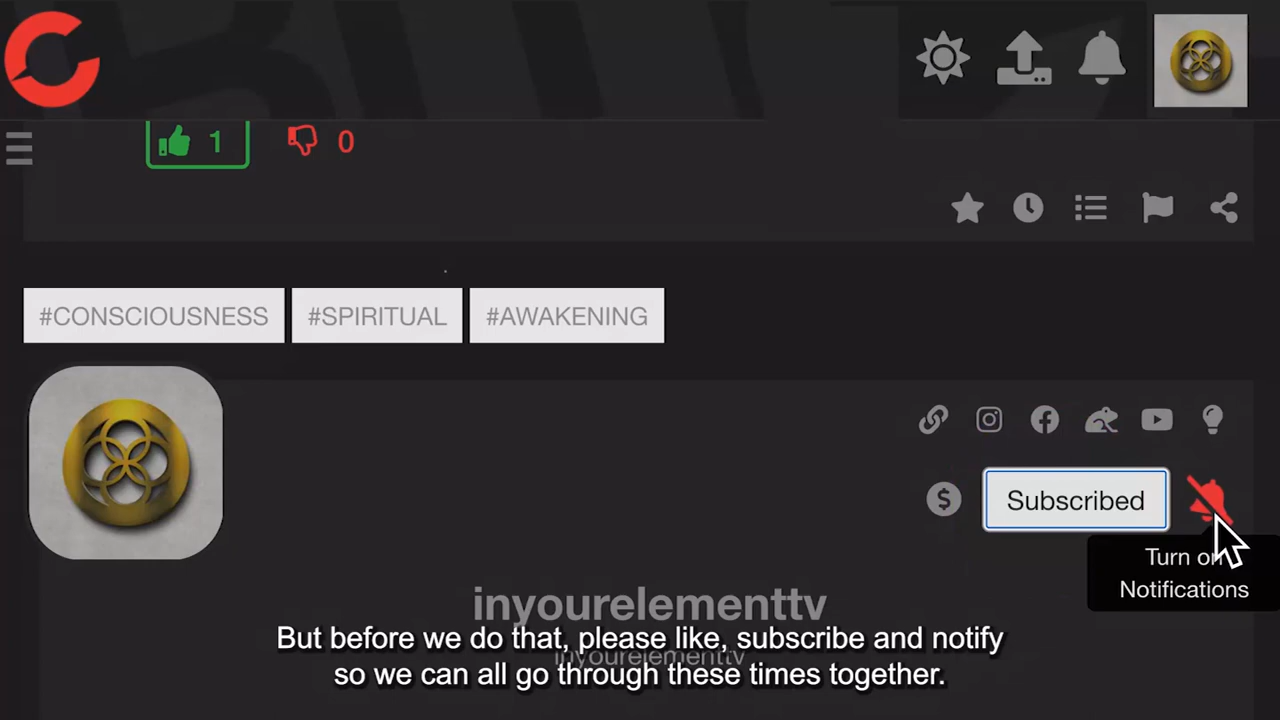 1 0
#CONSCIOUSNESS #SPIRITUAL #AWAKENING
Subscribed
Turn on
Notifications
inyourelementtv
inyourelementtv
But before we do that, please like, subscribe and notify
so we can all go through these times together.